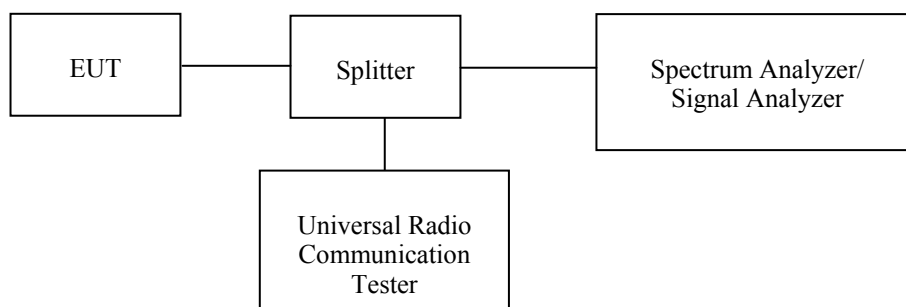 EUT
Splitter
Spectrum Analyzer/
Signal Analyzer
Universal Radio
Communication
Tester